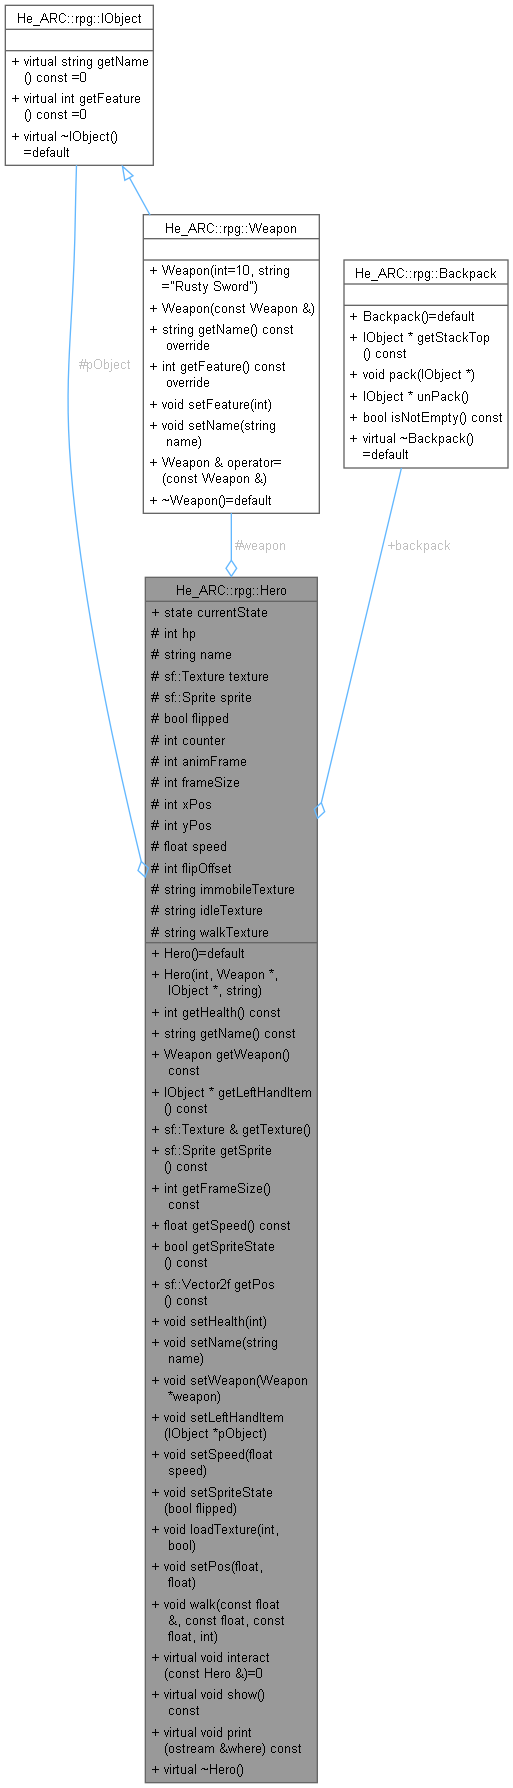 He_ARC::rpg::IObject
+ virtual string getName
() const =0
+ virtual int getFeature
() const =0
+ virtual ~IObject()
=default
He_ARC::rpg::Weapon
+ Weapon(int=10, string
="Rusty Sword")
+ Weapon(const Weapon &)
+ string getName() const
override
+ int getFeature() const
override
+ void setFeature(int)
+ void setName(string
name)
+ Weapon & operator=
(const Weapon &)
+ ~Weapon()=default
He_ARC::rpg::Backpack
+ Backpack()=default
+ IObject * getStackTop
() const
+ void pack(IObject *)
+ IObject * unPack()
+ bool isNotEmpty() const
+ virtual ~Backpack()
=default
#pObject
#weapon
+backpack
He_ARC::rpg::Hero
+ state currentState
# int hp
# string name
# sf::Texture texture
# sf::Sprite sprite
# bool flipped
# int counter
# int animFrame
# int frameSize
# int xPos
# int yPos
# float speed
# int flipOffset
# string immobileTexture
# string idleTexture
# string walkTexture
+ Hero()=default
+ Hero(int, Weapon *,
IObject *, string)
+ int getHealth() const
+ string getName() const
+ Weapon getWeapon()
const
+ IObject * getLeftHandItem
() const
+ sf::Texture & getTexture()
+ sf::Sprite getSprite
() const
+ int getFrameSize()
const
+ float getSpeed() const
+ bool getSpriteState
() const
+ sf::Vector2f getPos
() const
+ void setHealth(int)
+ void setName(string
name)
+ void setWeapon(Weapon
*weapon)
+ void setLeftHandItem
(IObject *pObject)
+ void setSpeed(float
speed)
+ void setSpriteState
(bool flipped)
+ void loadTexture(int,
bool)
+ void setPos(float,
float)
+ void walk(const float
&, const float, const
float, int)
+ virtual void interact
(const Hero &)=0
+ virtual void show()
const
+ virtual void print
(ostream &where) const
+ virtual ~Hero()